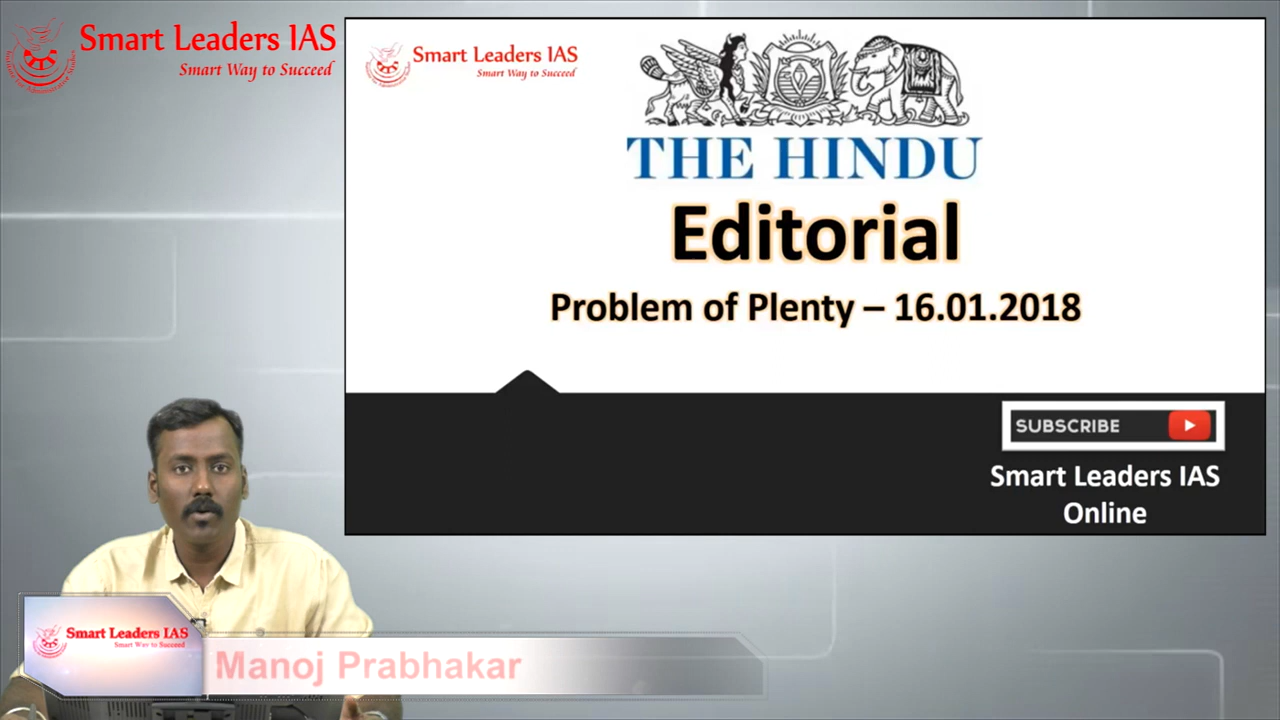 Smart Leaders IAS
Smart Way to Succeed
Smart Leaders IAS
Smart Way to Succeed
THE HINDU
Editorial
Problem of Plenty – 16.01.2018
SUBSCRIBE
Smart Leaders IAS
Online
Smart Leaders IAS
Smart Way to Succeed
Manoj Prabhakar